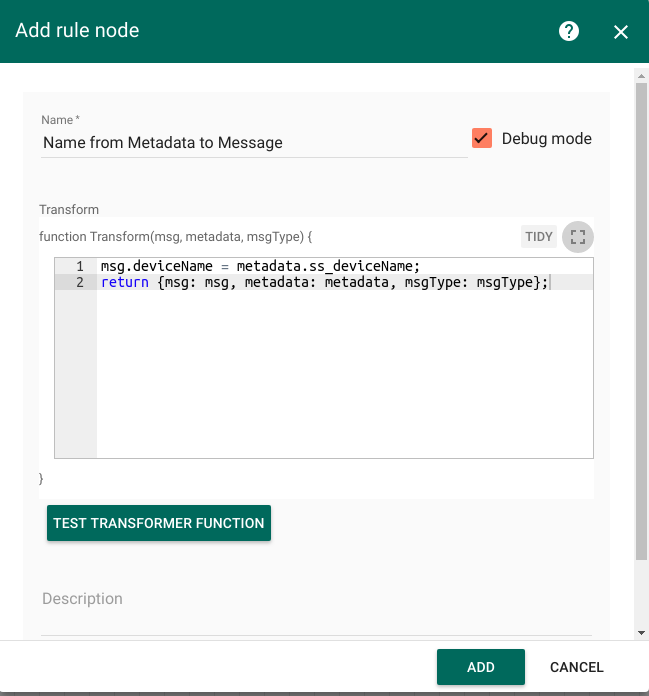 Add rule node
Name *
Name from Metadata to Message
Debug mode
Transform
function Transform(msg, metadata, msgType) {
TIDY
1 msg.deviceName = metadata.ss_deviceName;
2 return {msg: msg, metadata: metadata, msgType: msgType};
}
TEST TRANSFORMER FUNCTION
Description
ADD
CANCEL